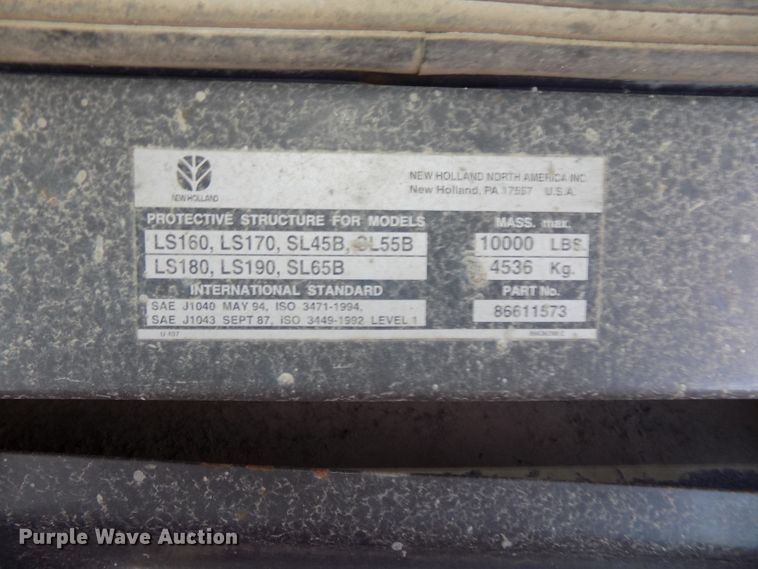 NEW HOLLAND
NEW HOLLAND NORTH AMERICA INC.
New Holland, PA 17557 U.S.A.
PROTECTIVE STRUCTURE FOR MODELS
LS160, LS170, SL45B, SL55B
LS180, LS190, SL65B
MASS. max.
10000 LBS.
4536 Kg.
INTERNATIONAL STANDARD
SAE J1040 MAY 94, ISO 3471-1994,
SAE J1043 SEPT 87, ISO 3449-1992 LEVEL 1
PART No.
86611573
Purple Wave Auction